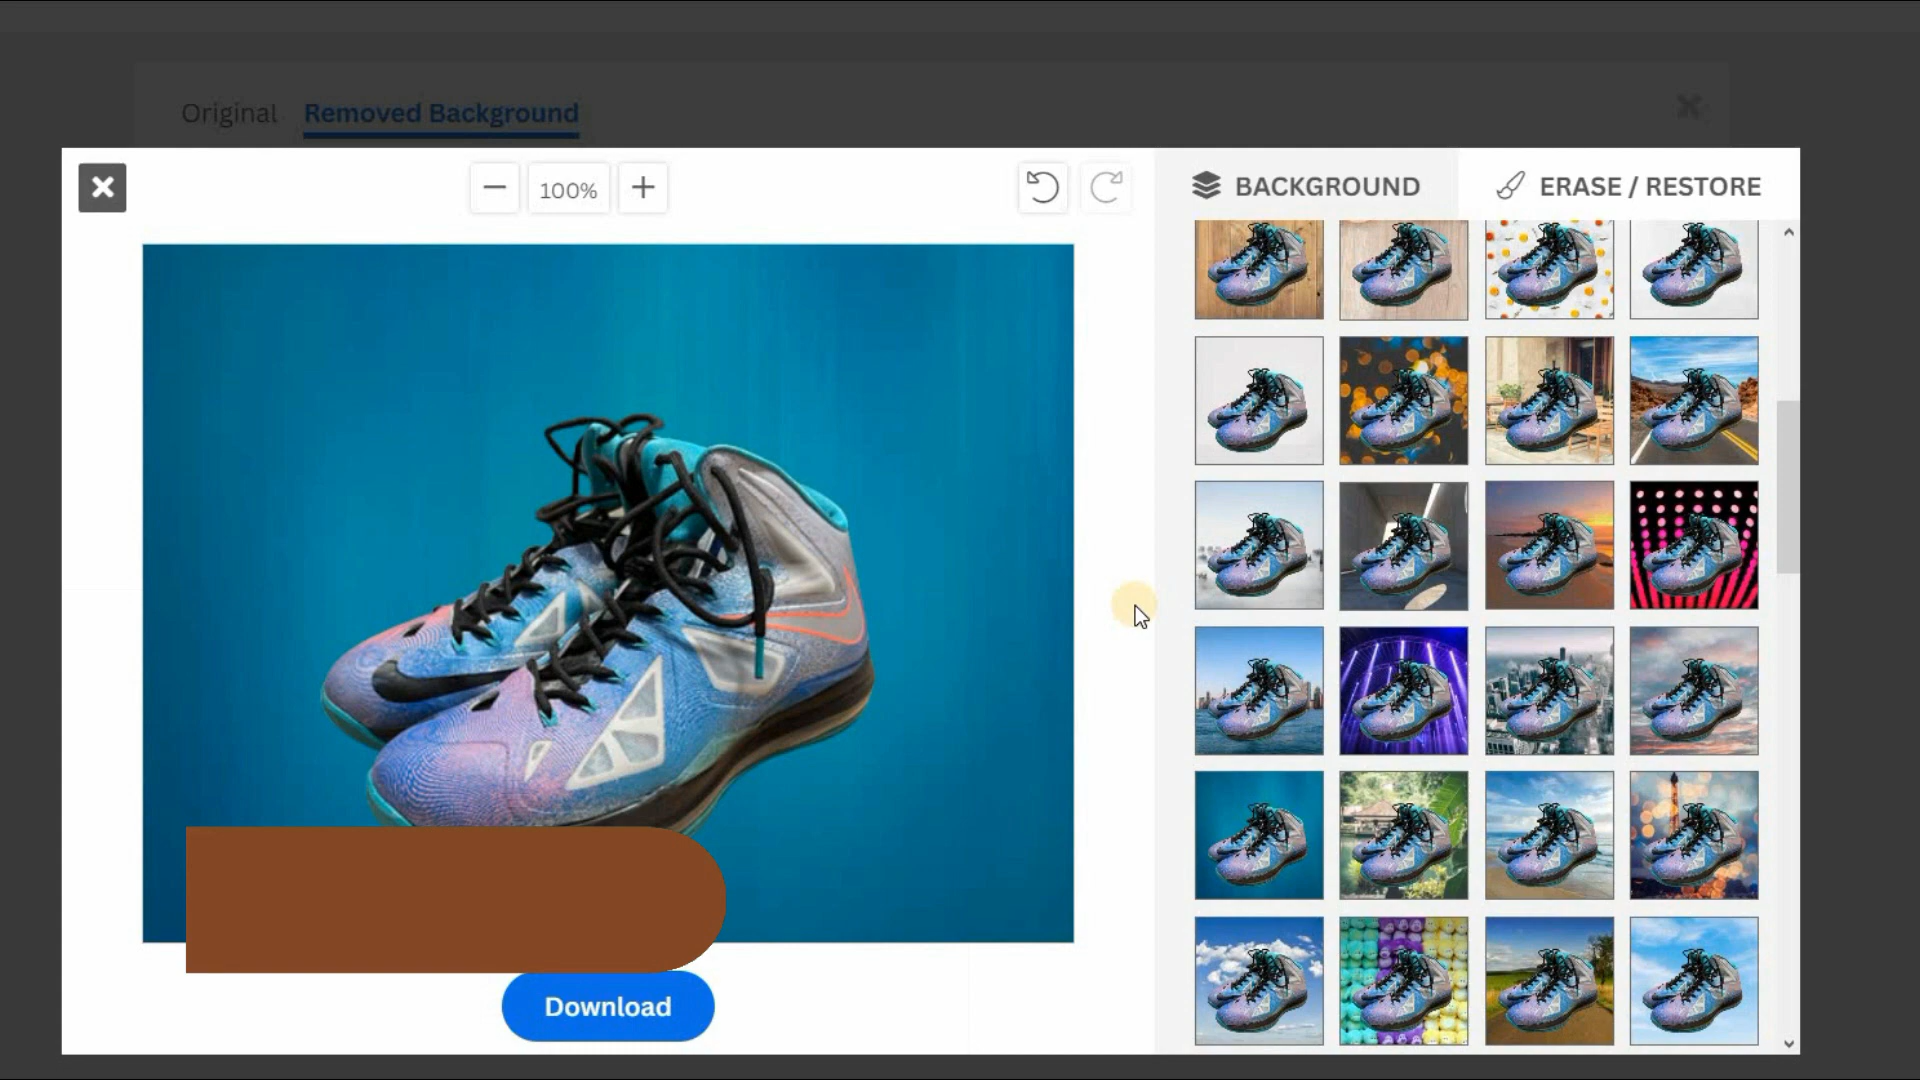 Original Removed Background
100%
BACKGROUND
ERASE / RESTORE
Download